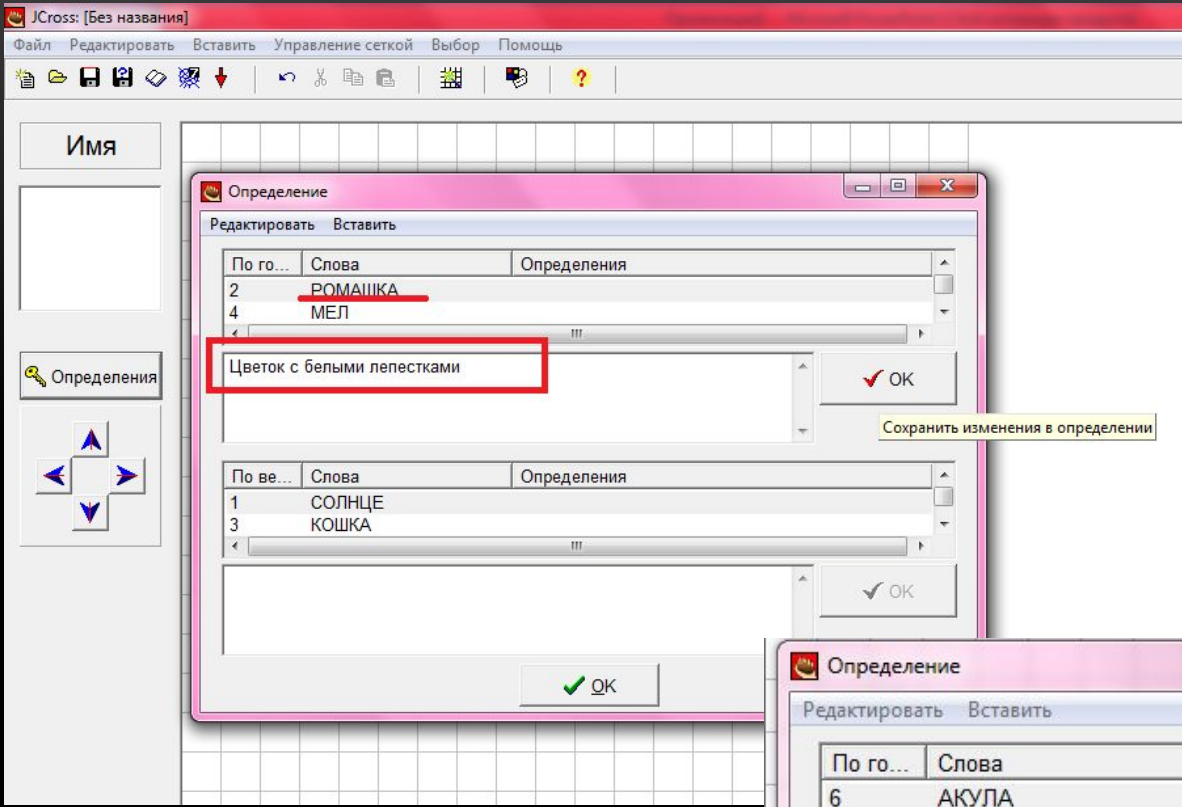 JCross: [Без названия]
Файл Редактировать Вставить Управление сеткой Выбор Помощь
Имя
Определения
Определение
Редактировать Вставить
По го... Слова Определения
2 РОМАШКА
4 МЕЛ
Цветок с белыми лепестками
OK
Сохранить изменения в определении
По ве... Слова Определения
1 СОЛНЦЕ
3 КОШКА
OK
OK
Определение
Редактировать Вставить
По го... Слова
6 АКУЛА